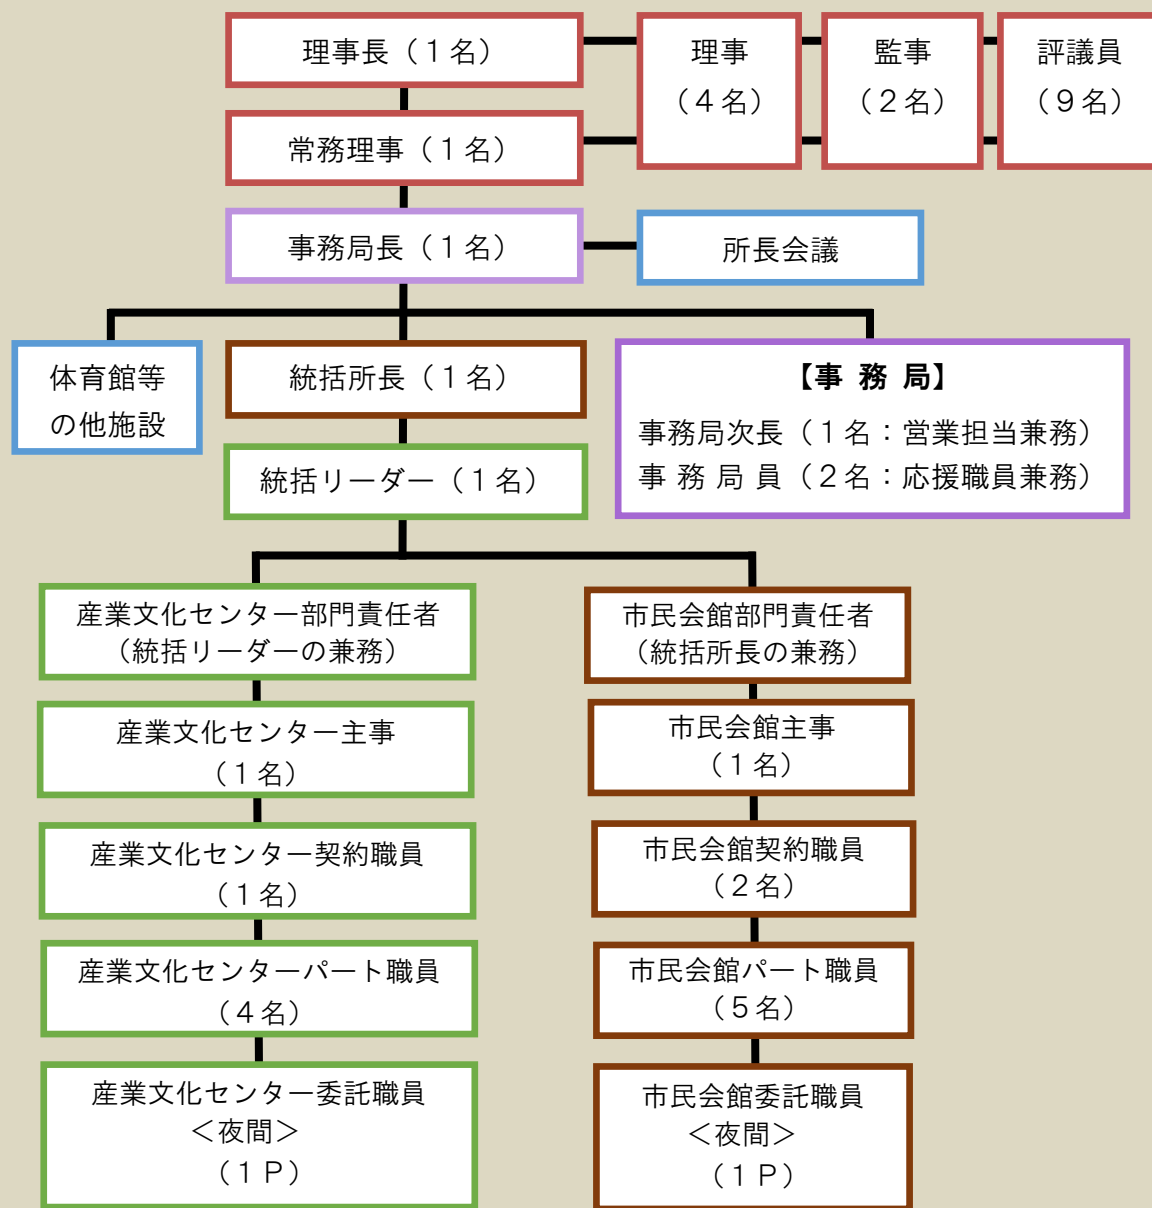 理事長（１名）
理事
（４名）
監事
（２名）
評議員
（９名）
常務理事（１名）
事務局長（１名）
所長会議
体育館等
の他施設
統括所長（１名）
【事 務 局】
事務局次長（１名：営業担当兼務）
事 務 局 員（２名：応援職員兼務）
統括リーダー（１名）
産業文化センター部門責任者
（統括リーダーの兼務）
市民会館部門責任者
（統括所長の兼務）
産業文化センター主事
（１名）
市民会館主事
（１名）
産業文化センター契約職員
（１名）
市民会館契約職員
（２名）
産業文化センターパート職員
（４名）
市民会館パート職員
（５名）
産業文化センター委託職員
＜夜間＞
（１Ｐ）
市民会館委託職員
＜夜間＞
（１Ｐ）